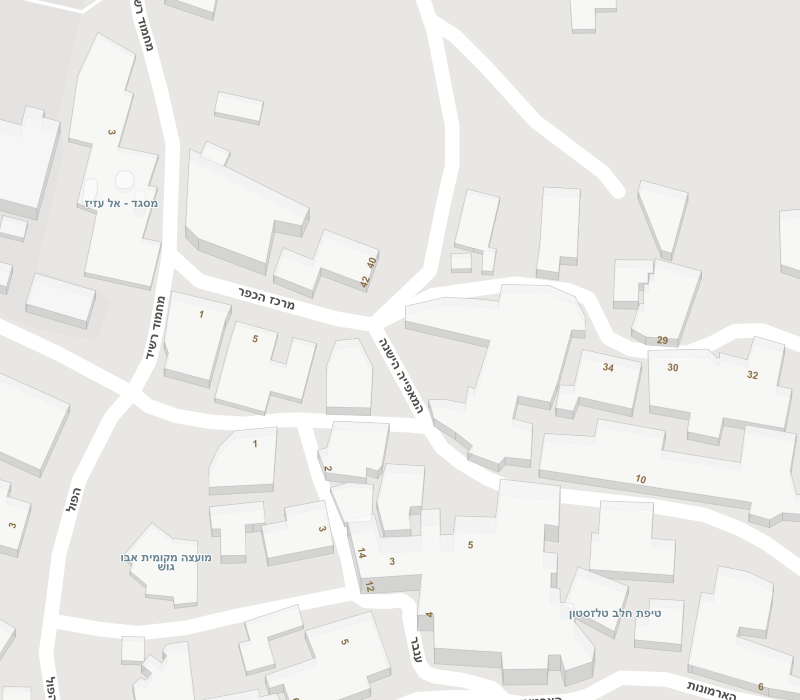 מחמוד רש
3
מסגד - אל עזיז
40
42
מרכז הכפר
1
מחמוד רשיד
5
המאפייה הישנה
29
34
30
32
1
2
10
הפול
3
3
14
3
5
מועצה מקומית אבו
גוש
12
4
טיפת חלב טלזסטון
ענבר
5
6
הארמונות